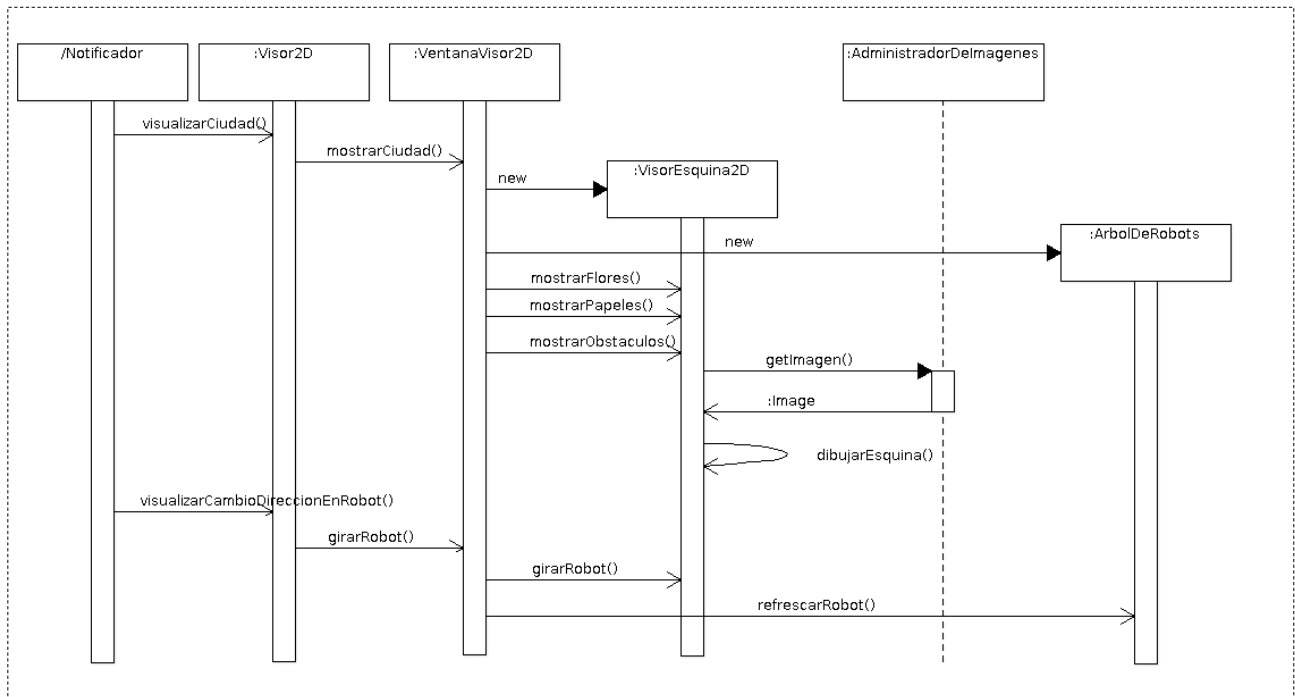 /Notificador
:Visor2D
:VentanaVisor2D
:AdministradorDeImagenes
visualizarCiudad()
mostrarCiudad()
new
:VisorEsquina2D
new
:ArbolDeRobots
mostrarFlores()
mostrarPapeles()
mostrarObstaculos()
getImagen()
:Image
dibujarEsquina()
visualizarCambioDireccionEnRobot()
girarRobot()
girarRobot()
refrescarRobot()